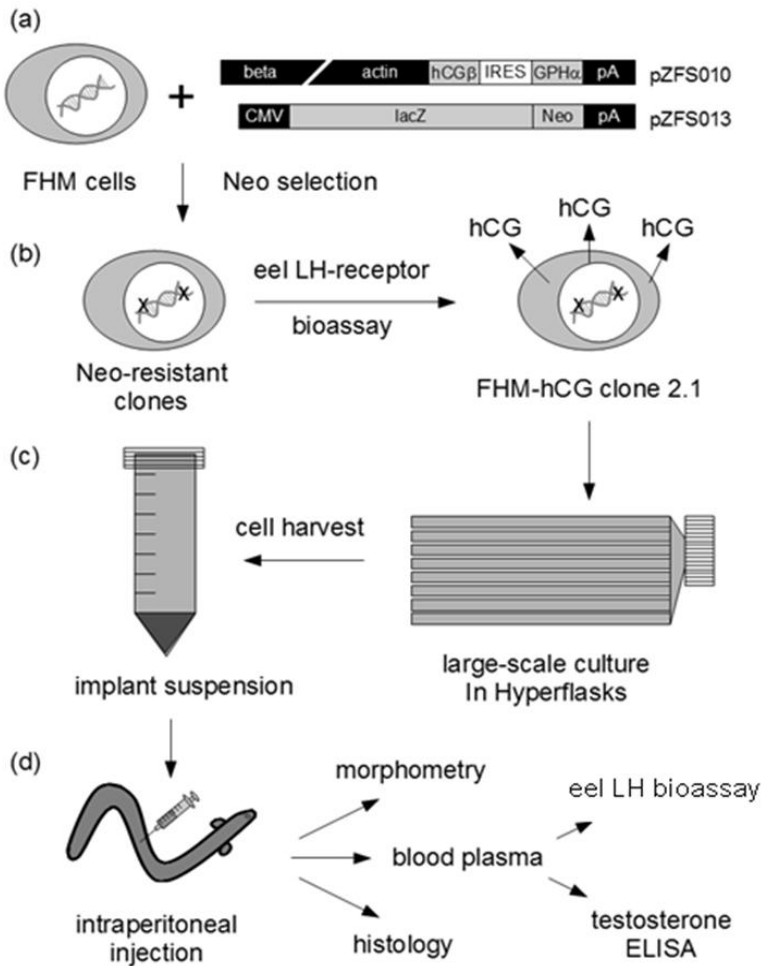 (a)
beta actin hCGβ IRES GPHα pA pZFS010
+
CMV lacZ Neo pA pZFS013
FHM cells
Neo selection
hCG
hCG
hCG
(b)
x x
x x
eel LH-receptor
bioassay
Neo-resistant
clones
FHM-hCG clone 2.1
(c)
cell harvest
implant suspension
large-scale culture
In Hyperflasks
(d)
morphometry
eel LH bioassay
blood plasma
intraperitoneal
injection
histology
testosterone
ELISA